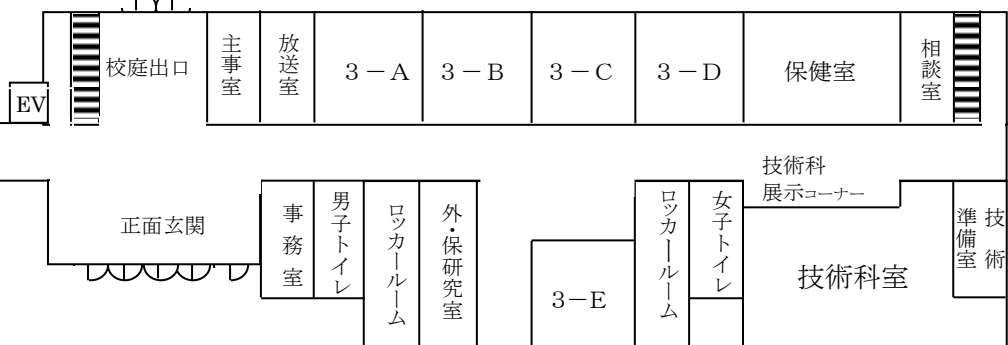 校庭出口
主事室
放送室
3－A
3－B
3－C
3－D
保健室
相談室
EV
技術科
展示コーナー
正面玄関
事務室
男子トイレ
ロッカールーム
外・保研究室
3－E
ロッカールーム
女子トイレ
技術科室
技術
準備室